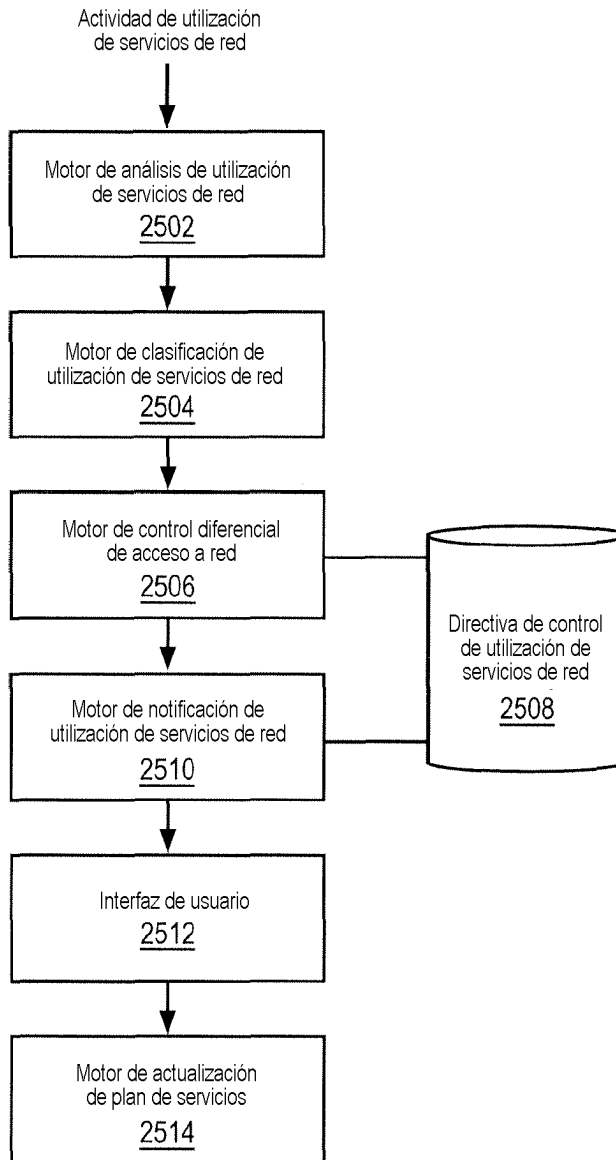 Actividad de utilización
de servicios de red
Motor de análisis de utilización
de servicios de red
2502
Motor de clasificación de
utilización de servicios de red
2504
Motor de control diferencial
de acceso a red
2506
Directiva de control
de utilización de
servicios de red
2508
Motor de notificación de
utilización de servicios de red
2510
Interfaz de usuario
2512
Motor de actualización
de plan de servicios
2514